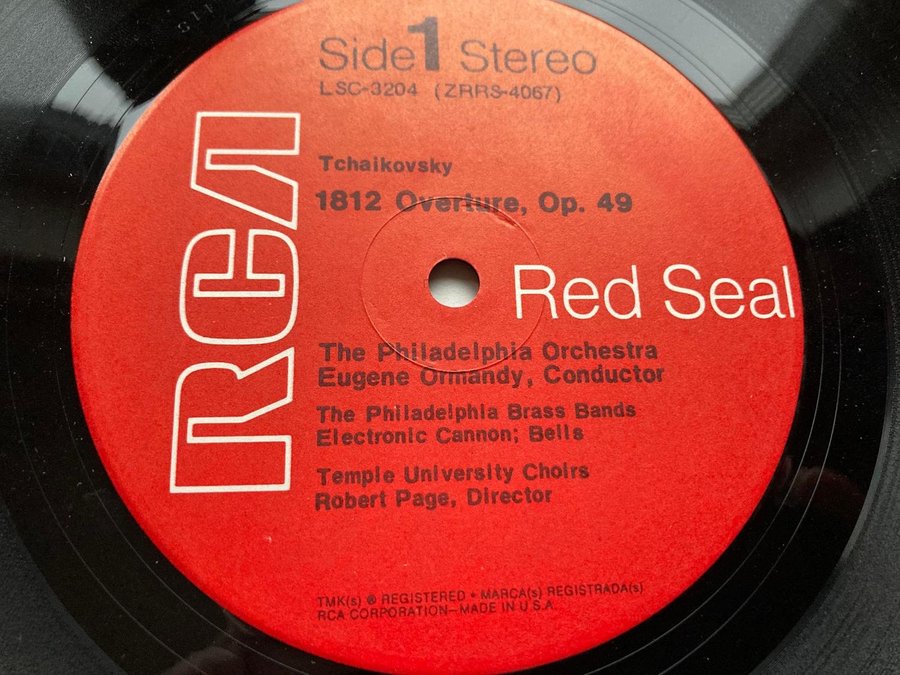 Side 1 Stereo
LSC-3204 (ZRRS-4067)
Tchaikovsky
1812 Overture, Op. 49
RCA
Red Seal
The Philadelphia Orchestra
Eugene Ormandy, Conductor
The Philadelphia Brass Bands
Electronic Cannon; Bells
Temple University Choirs
Robert Page, Director
TMK(s) ® REGISTERED • MARCA(s) REGISTRADA(s)
RCA CORPORATION—MADE IN U.S.A.